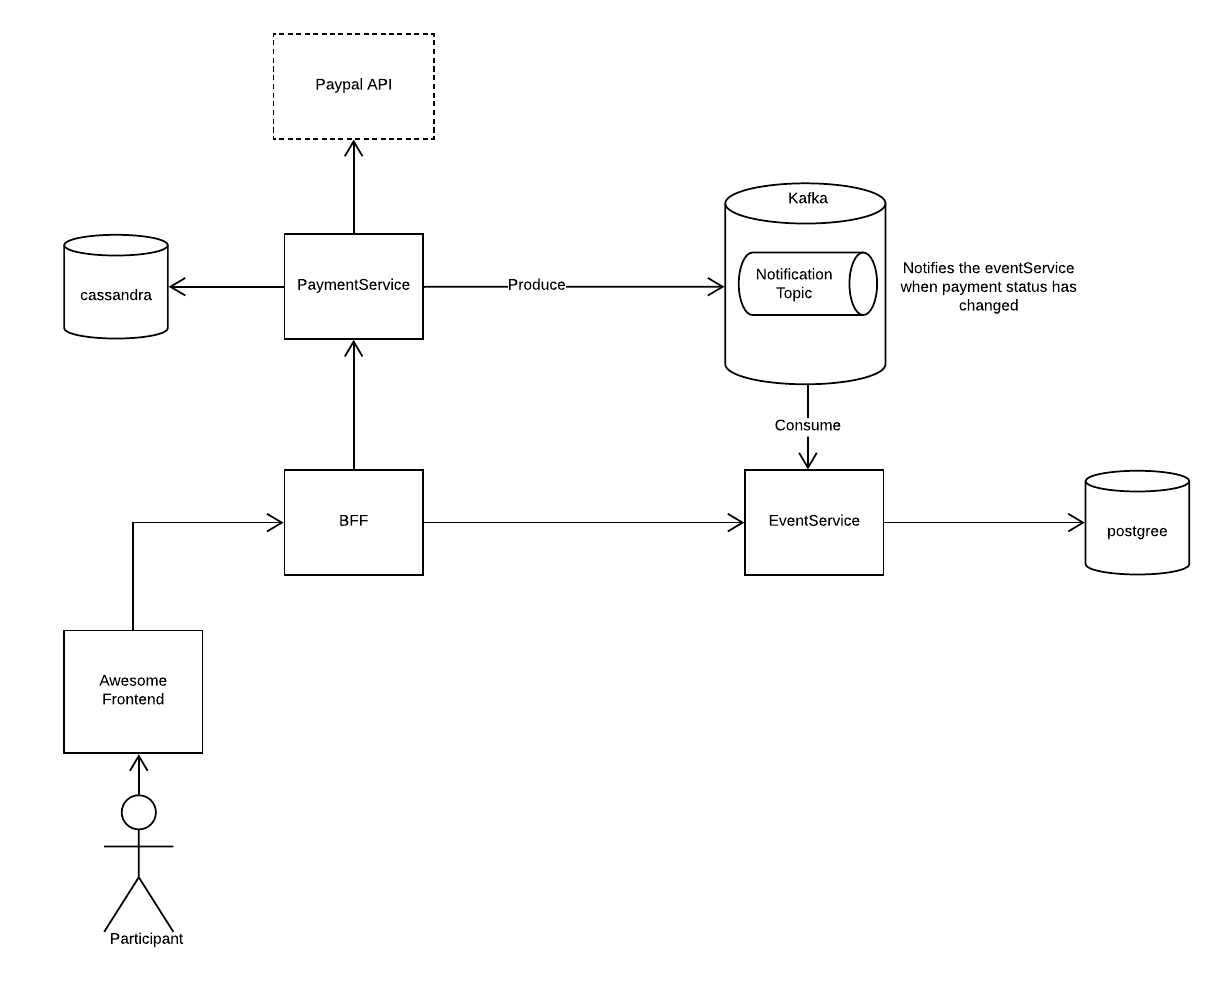 Paypal API
Kafka
Notification
Topic
Notifies the eventService
when payment status has
changed
cassandra
PaymentService
Produce
Consume
BFF
EventService
postgree
Awesome
Frontend
Participant